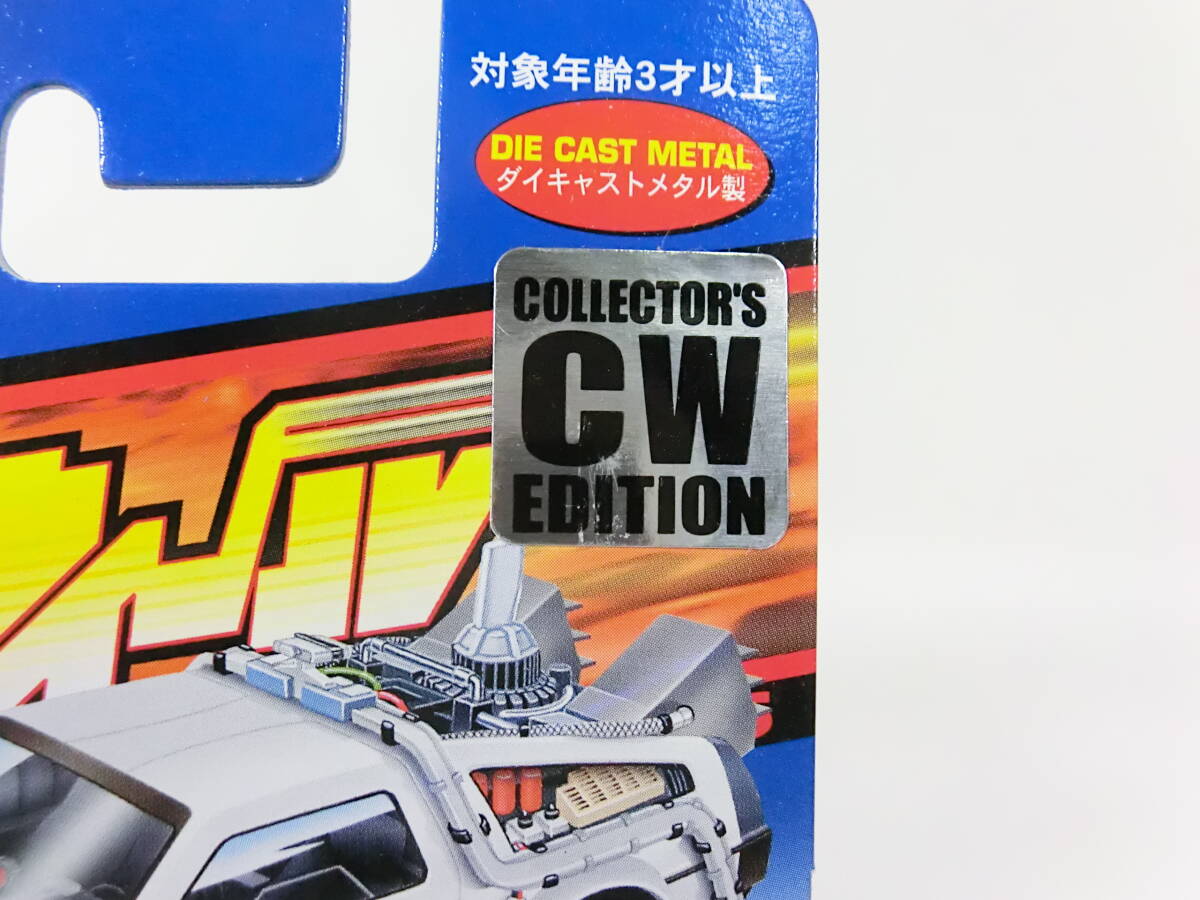 対象年齢3才以上
DIE CAST METAL
ダイキャストメタル製
COLLECTOR'S
CW
EDITION